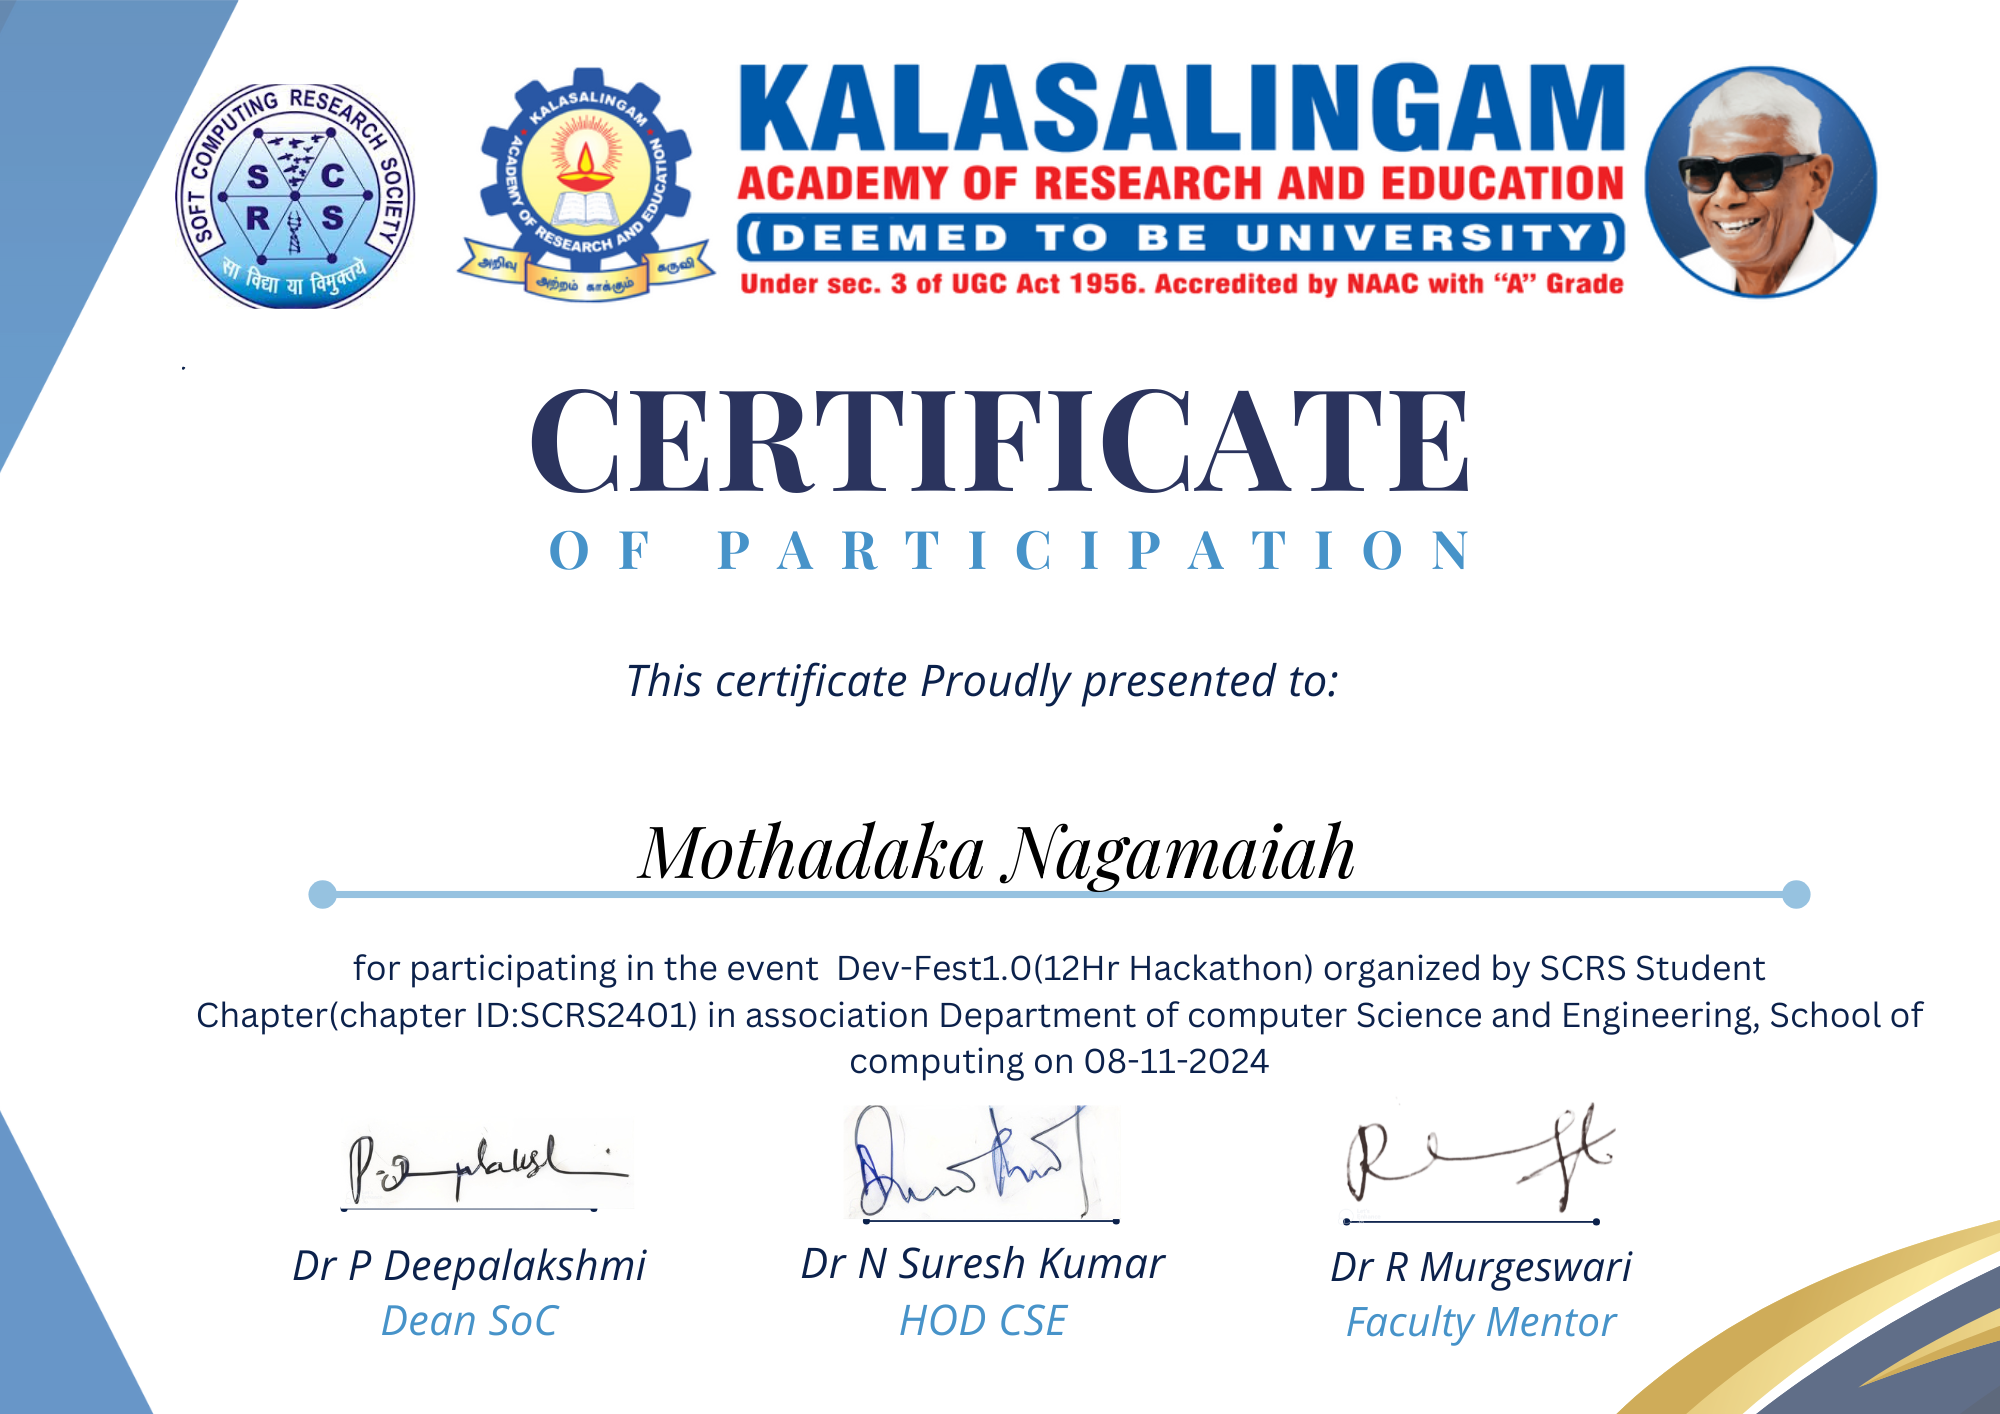 SOFT COMPUTING RESEARCH SOCIETY
S C
R S
सा विद्या या विमुक्तये
KALASALINGAM
ACADEMY OF RESEARCH AND EDUCATION
அறிவு
அற்றம் காக்கும்
கருவி
KALASALINGAM
ACADEMY OF RESEARCH AND EDUCATION
(DEEMED TO BE UNIVERSITY)
Under sec. 3 of UGC Act 1956. Accredited by NAAC with “A” Grade
CERTIFICATE
OF PARTICIPATION
This certificate Proudly presented to:
Mothadaka Nagamaiah
for participating in the event Dev-Fest1.0(12Hr Hackathon) organized by SCRS Student
Chapter(chapter ID:SCRS2401) in association Department of computer Science and Engineering, School of
computing on 08-11-2024
Dr P Deepalakshmi
Dean SoC
Dr N Suresh Kumar
HOD CSE
Dr R Murgeswari
Faculty Mentor